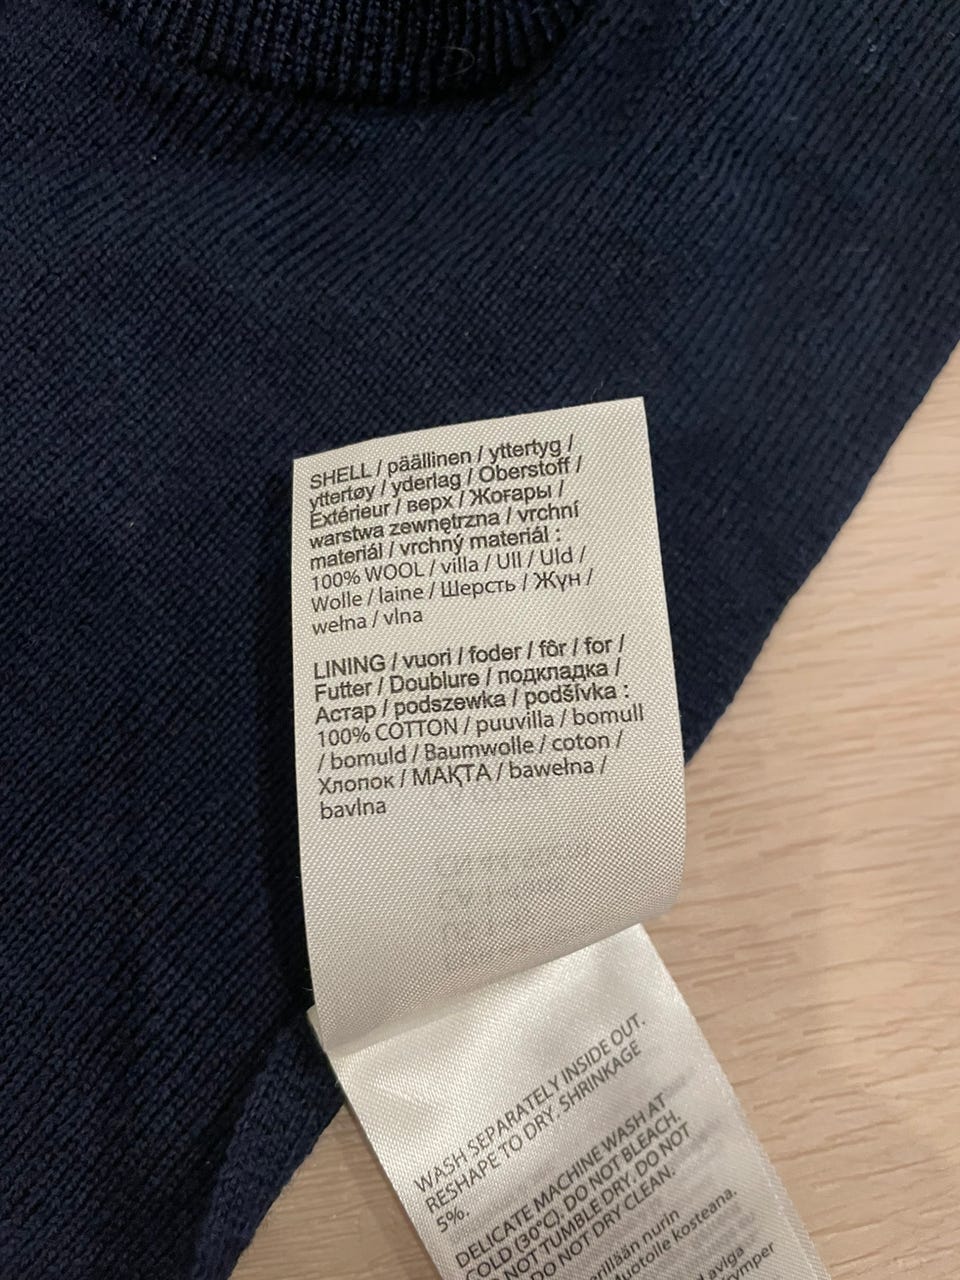 SHELL / päällinen / yttertyg /
yttertøy / yderlag / Oberstoff /
Extérieur / верх / Жоғары /
warstwa zewnętrzna / vrchní
materiál / vrchný materiál :
100% WOOL / villa / Ull / Uld /
Wolle / laine / Шерсть / Жүн /
wełna / vlna
LINING / vuori / foder / fôr / for /
Futter / Doublure / подкладка /
Астар / podszewka / podšívka :
100% COTTON / puuvilla / bomull
/ bomuld / Baumwolle / coton /
Хлопок / МАҚТА / bawełna /
bavlna
WASH SEPARATELY INSIDE OUT.
RESHAPE TO DRY. SHRINKAGE
5%.
DELICATE MACHINE WASH AT
COLD (30°C). DO NOT BLEACH.
DO NOT TUMBLE DRY. DO NOT
DO NOT DRY CLEAN.
nurin
kosteana.